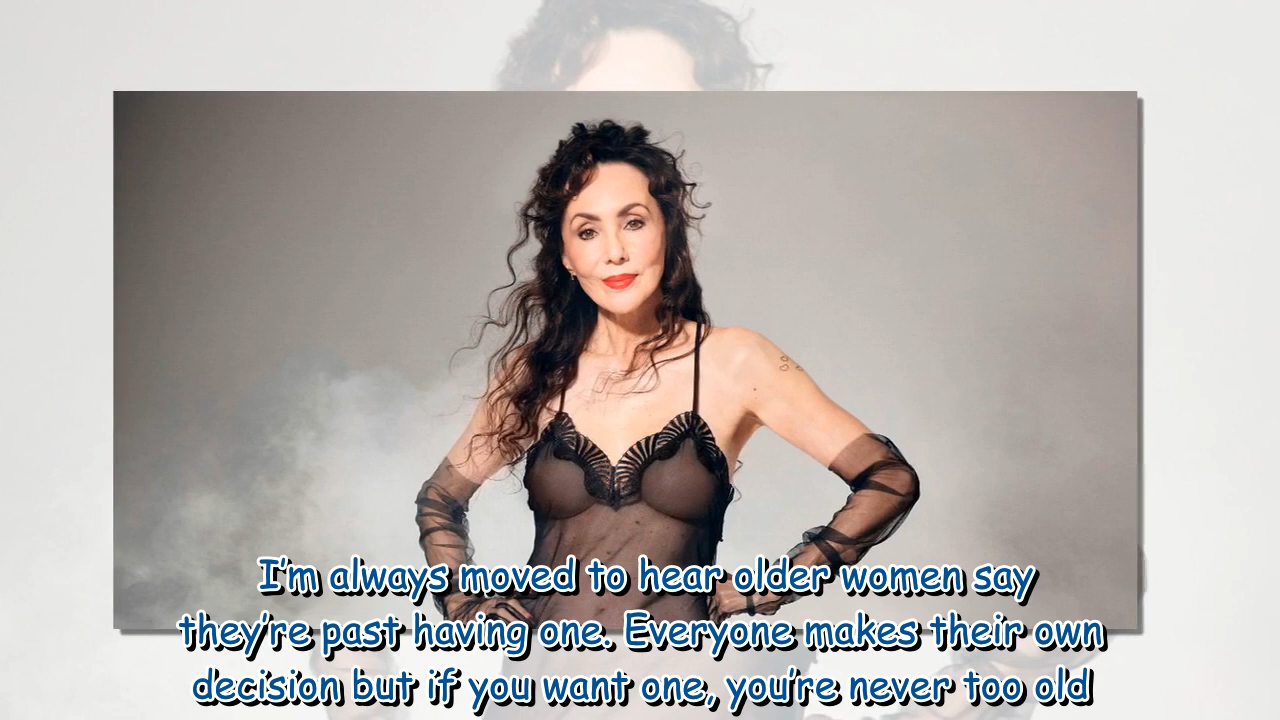 I'm always moved to hear older women say
they're past having one. Everyone makes their own
decision but if you want one, you're never too old